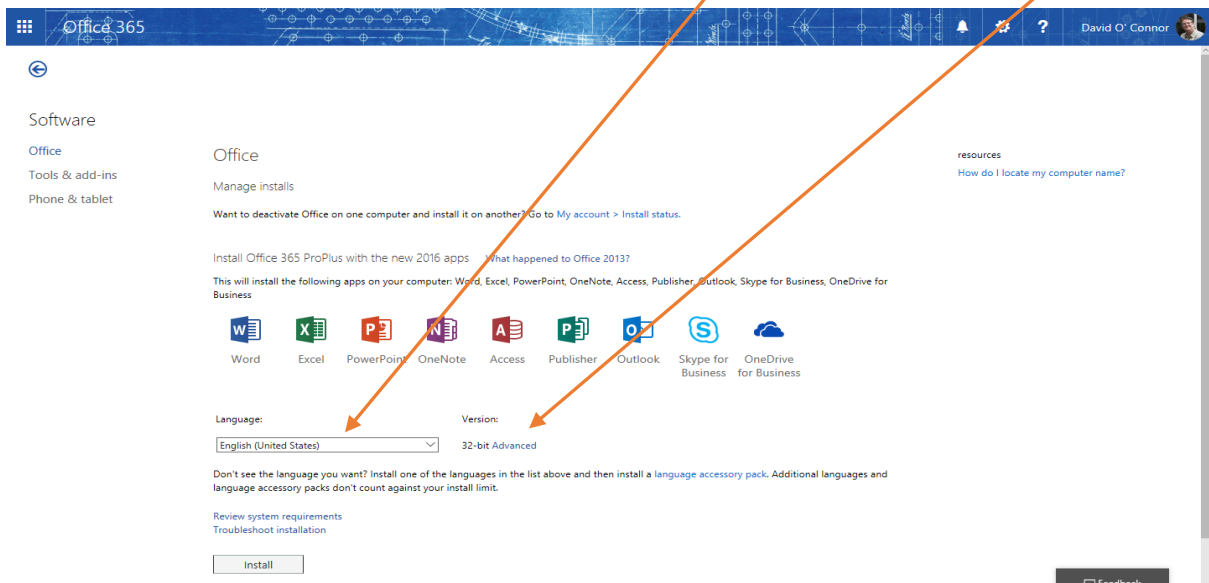 Office 365
? David O' Connor
Software
Office
Tools & add-ins
Phone & tablet
Office
Manage installs
Want to deactivate Office on one computer and install it on another? Go to My account > Install status.
Install Office 365 ProPlus with the new 2016 apps What happened to Office 2013?
This will install the following apps on your computer: Word, Excel, PowerPoint, OneNote, Access, Publisher, Outlook, Skype for Business, OneDrive for
Business
Word Excel PowerPoint OneNote Access Publisher Outlook Skype for OneDrive
Business for Business
Language: Version:
English (United States) 32-bit Advanced
Don't see the language you want? Install one of the languages in the list above and then install a language accessory pack. Additional languages and
language accessory packs don't count against your install limit.
Review system requirements
Troubleshoot installation
Install
resources
How do I locate my computer name?
Feedback